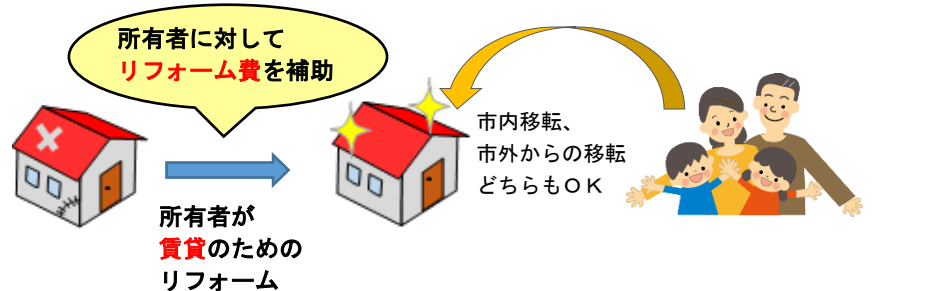 所有者に対して
リフォーム費を補助
市内移転、
市外からの移転
どちらもＯＫ
所有者が
賃貸のための
リフォーム